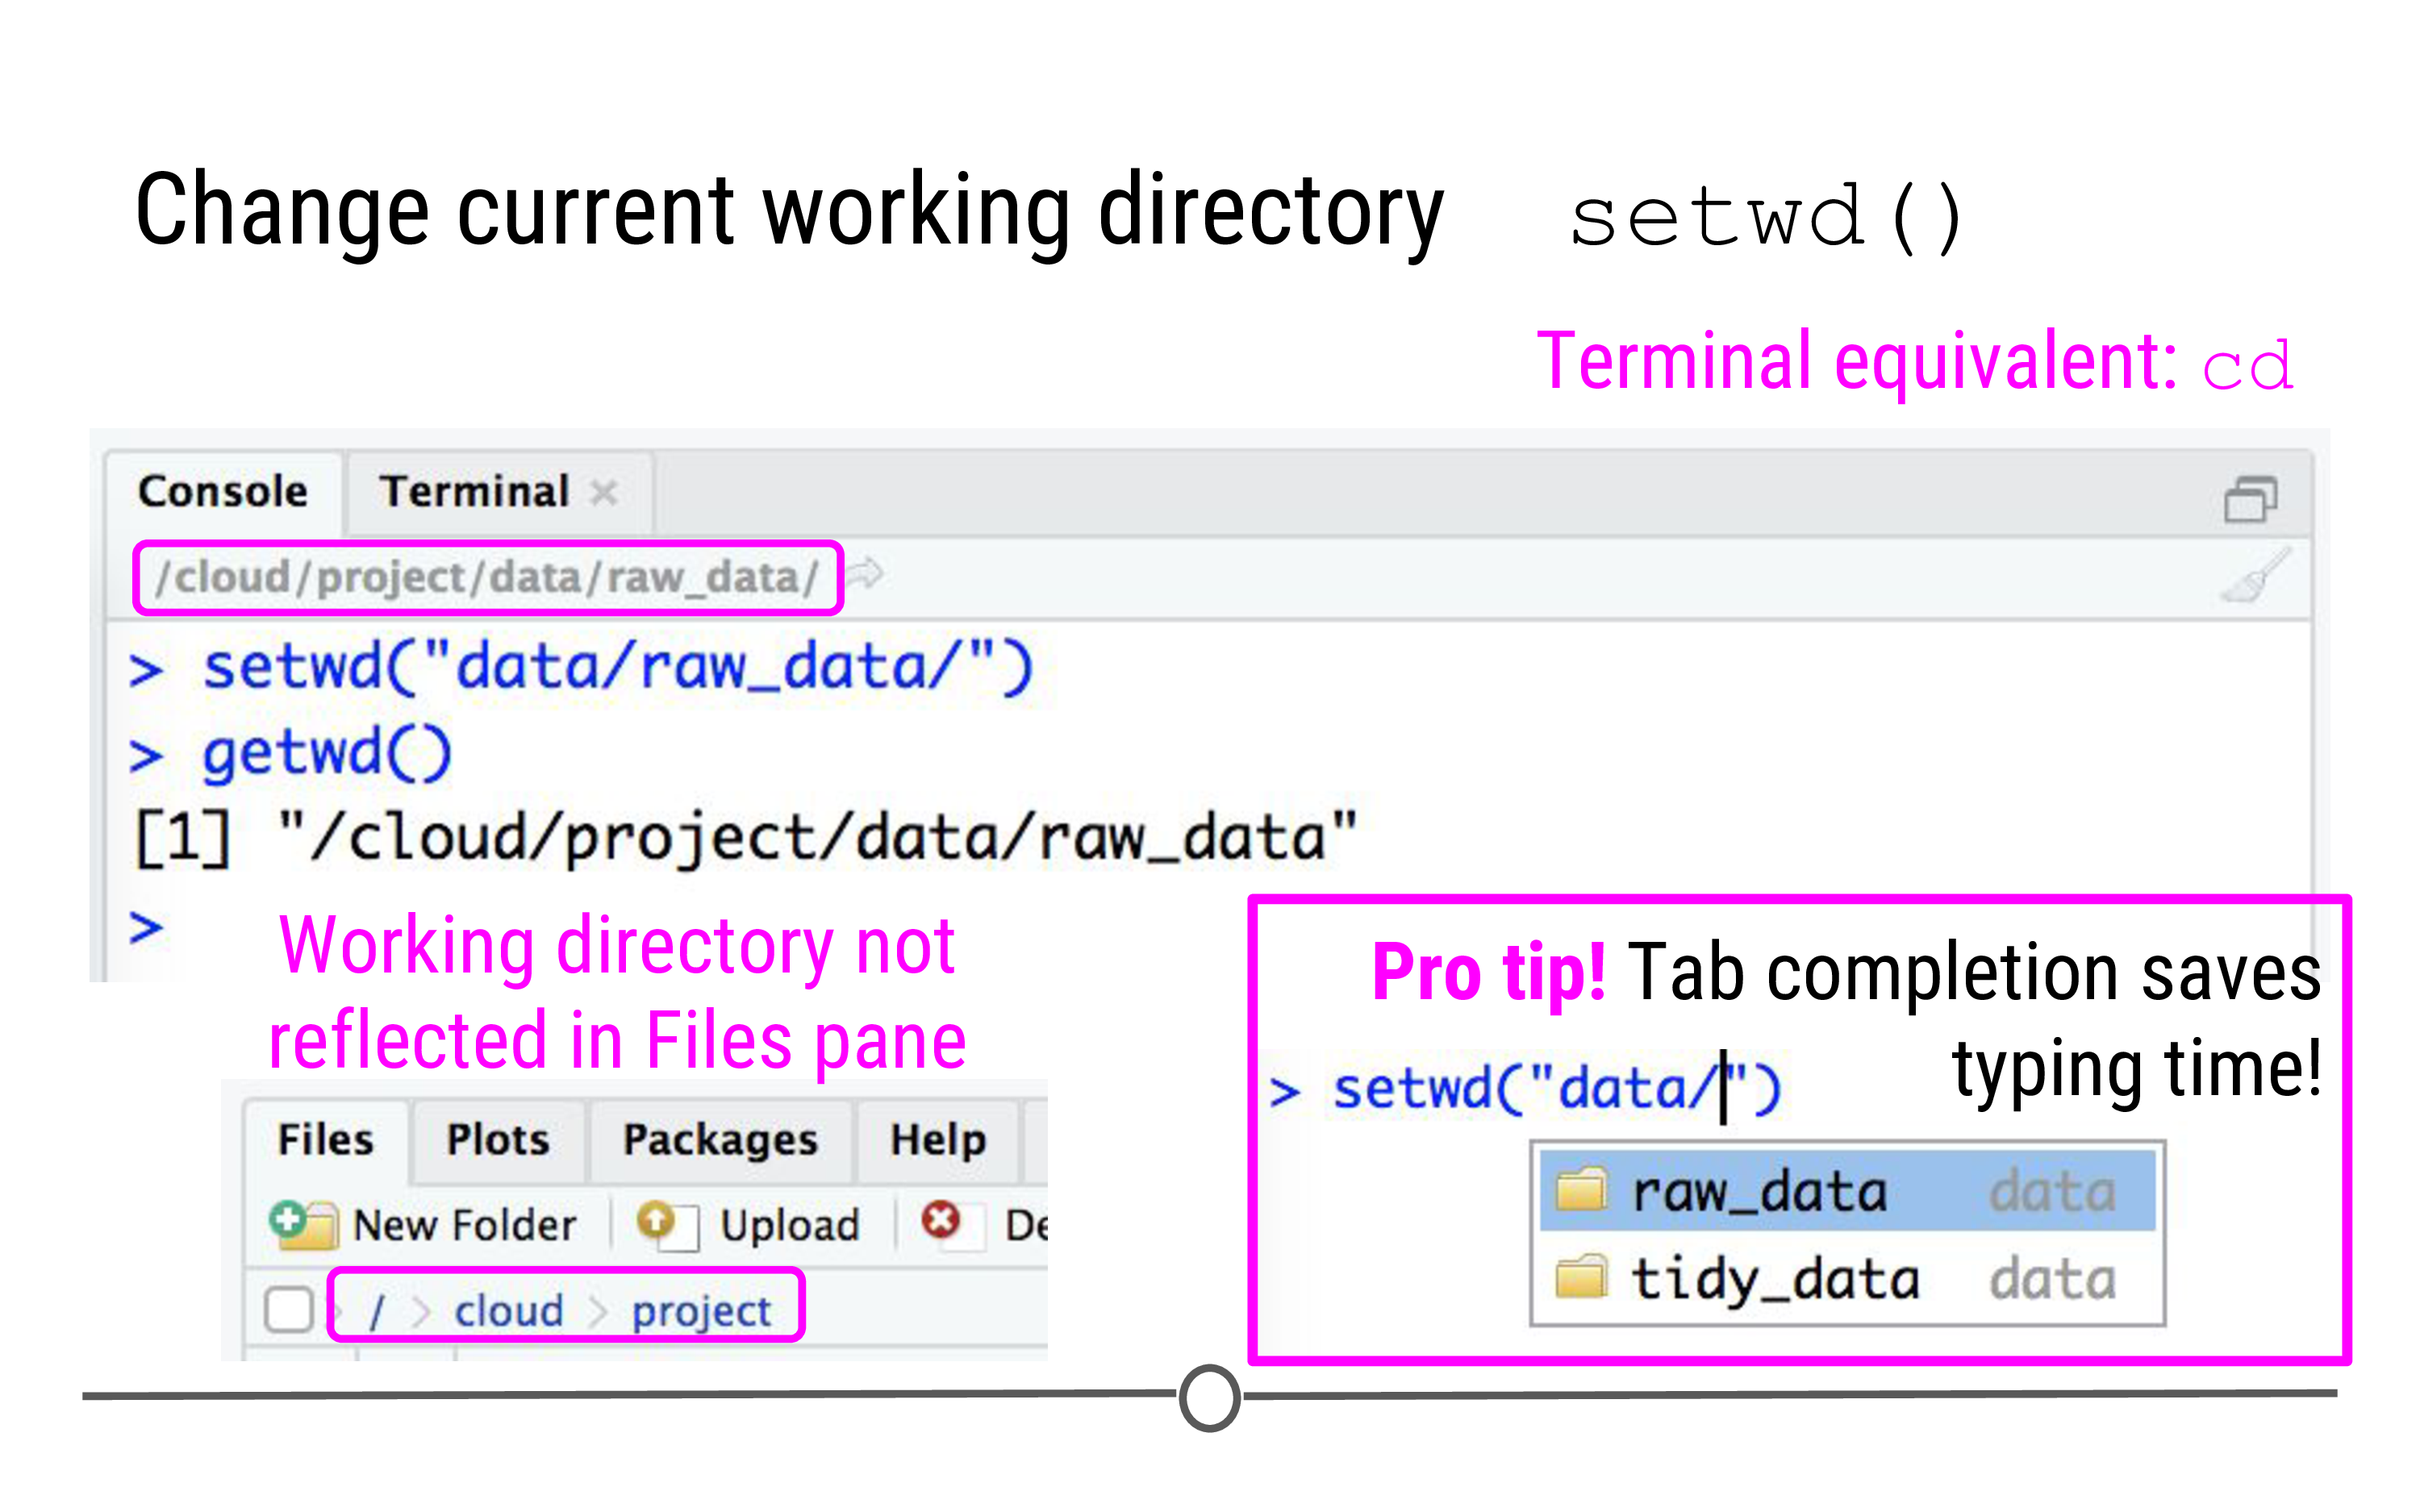 Change current working directory setwd()
Terminal equivalent: cd
Console Terminal
/cloud/project/data/raw_data/
> setwd("data/raw_data/")
> getwd()
[1] "/cloud/project/data/raw_data"
>
Working directory not
reflected in Files pane
Files Plots Packages Help
New Folder Upload De
/ > cloud > project
Pro tip! Tab completion saves
typing time!
> setwd("data/")
raw_data data
tidy_data data